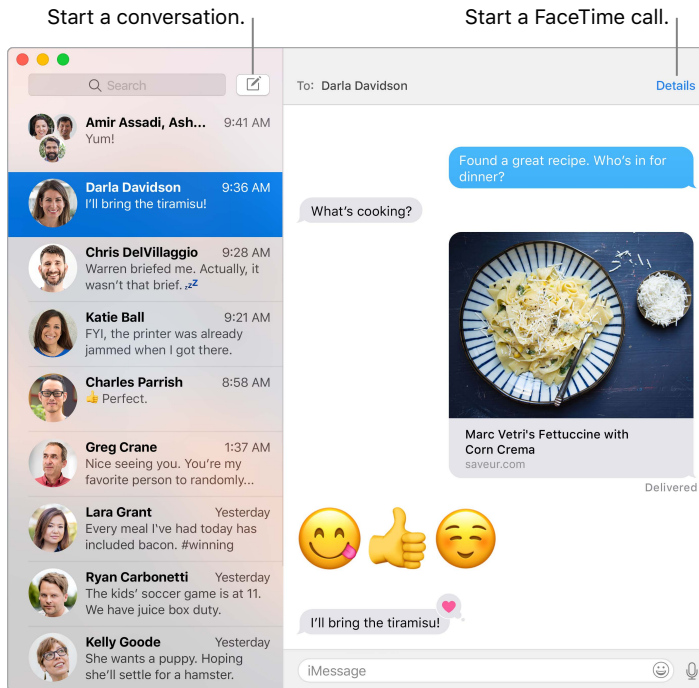 Start a conversation.
Start a FaceTime call.
Search
To: Darla Davidson
Details
Amir Assadi, Ash...
9:41 AM
Yum!
Darla Davidson
9:36 AM
I'll bring the tiramisu!
Chris DelVillaggio
9:28 AM
Warren briefed me. Actually, it
wasn't that brief. 💤
Katie Ball
9:21 AM
FYI, the printer was already
jammed when I got there.
Charles Parrish
8:58 AM
👍 Perfect.
Greg Crane
1:37 AM
Nice seeing you. You're my
favorite person to randomly...
Lara Grant
Yesterday
Every meal I've had today has
included bacon. #winning
Ryan Carbonetti
Yesterday
The kids' soccer game is at 11.
We have juice box duty.
Kelly Goode
Yesterday
She wants a puppy. Hoping
she'll settle for a hamster.
Found a great recipe. Who's in for
dinner?
What's cooking?
Marc Vetri's Fettuccine with
Corn Crema
saveur.com
Delivered
I'll bring the tiramisu!
iMessage